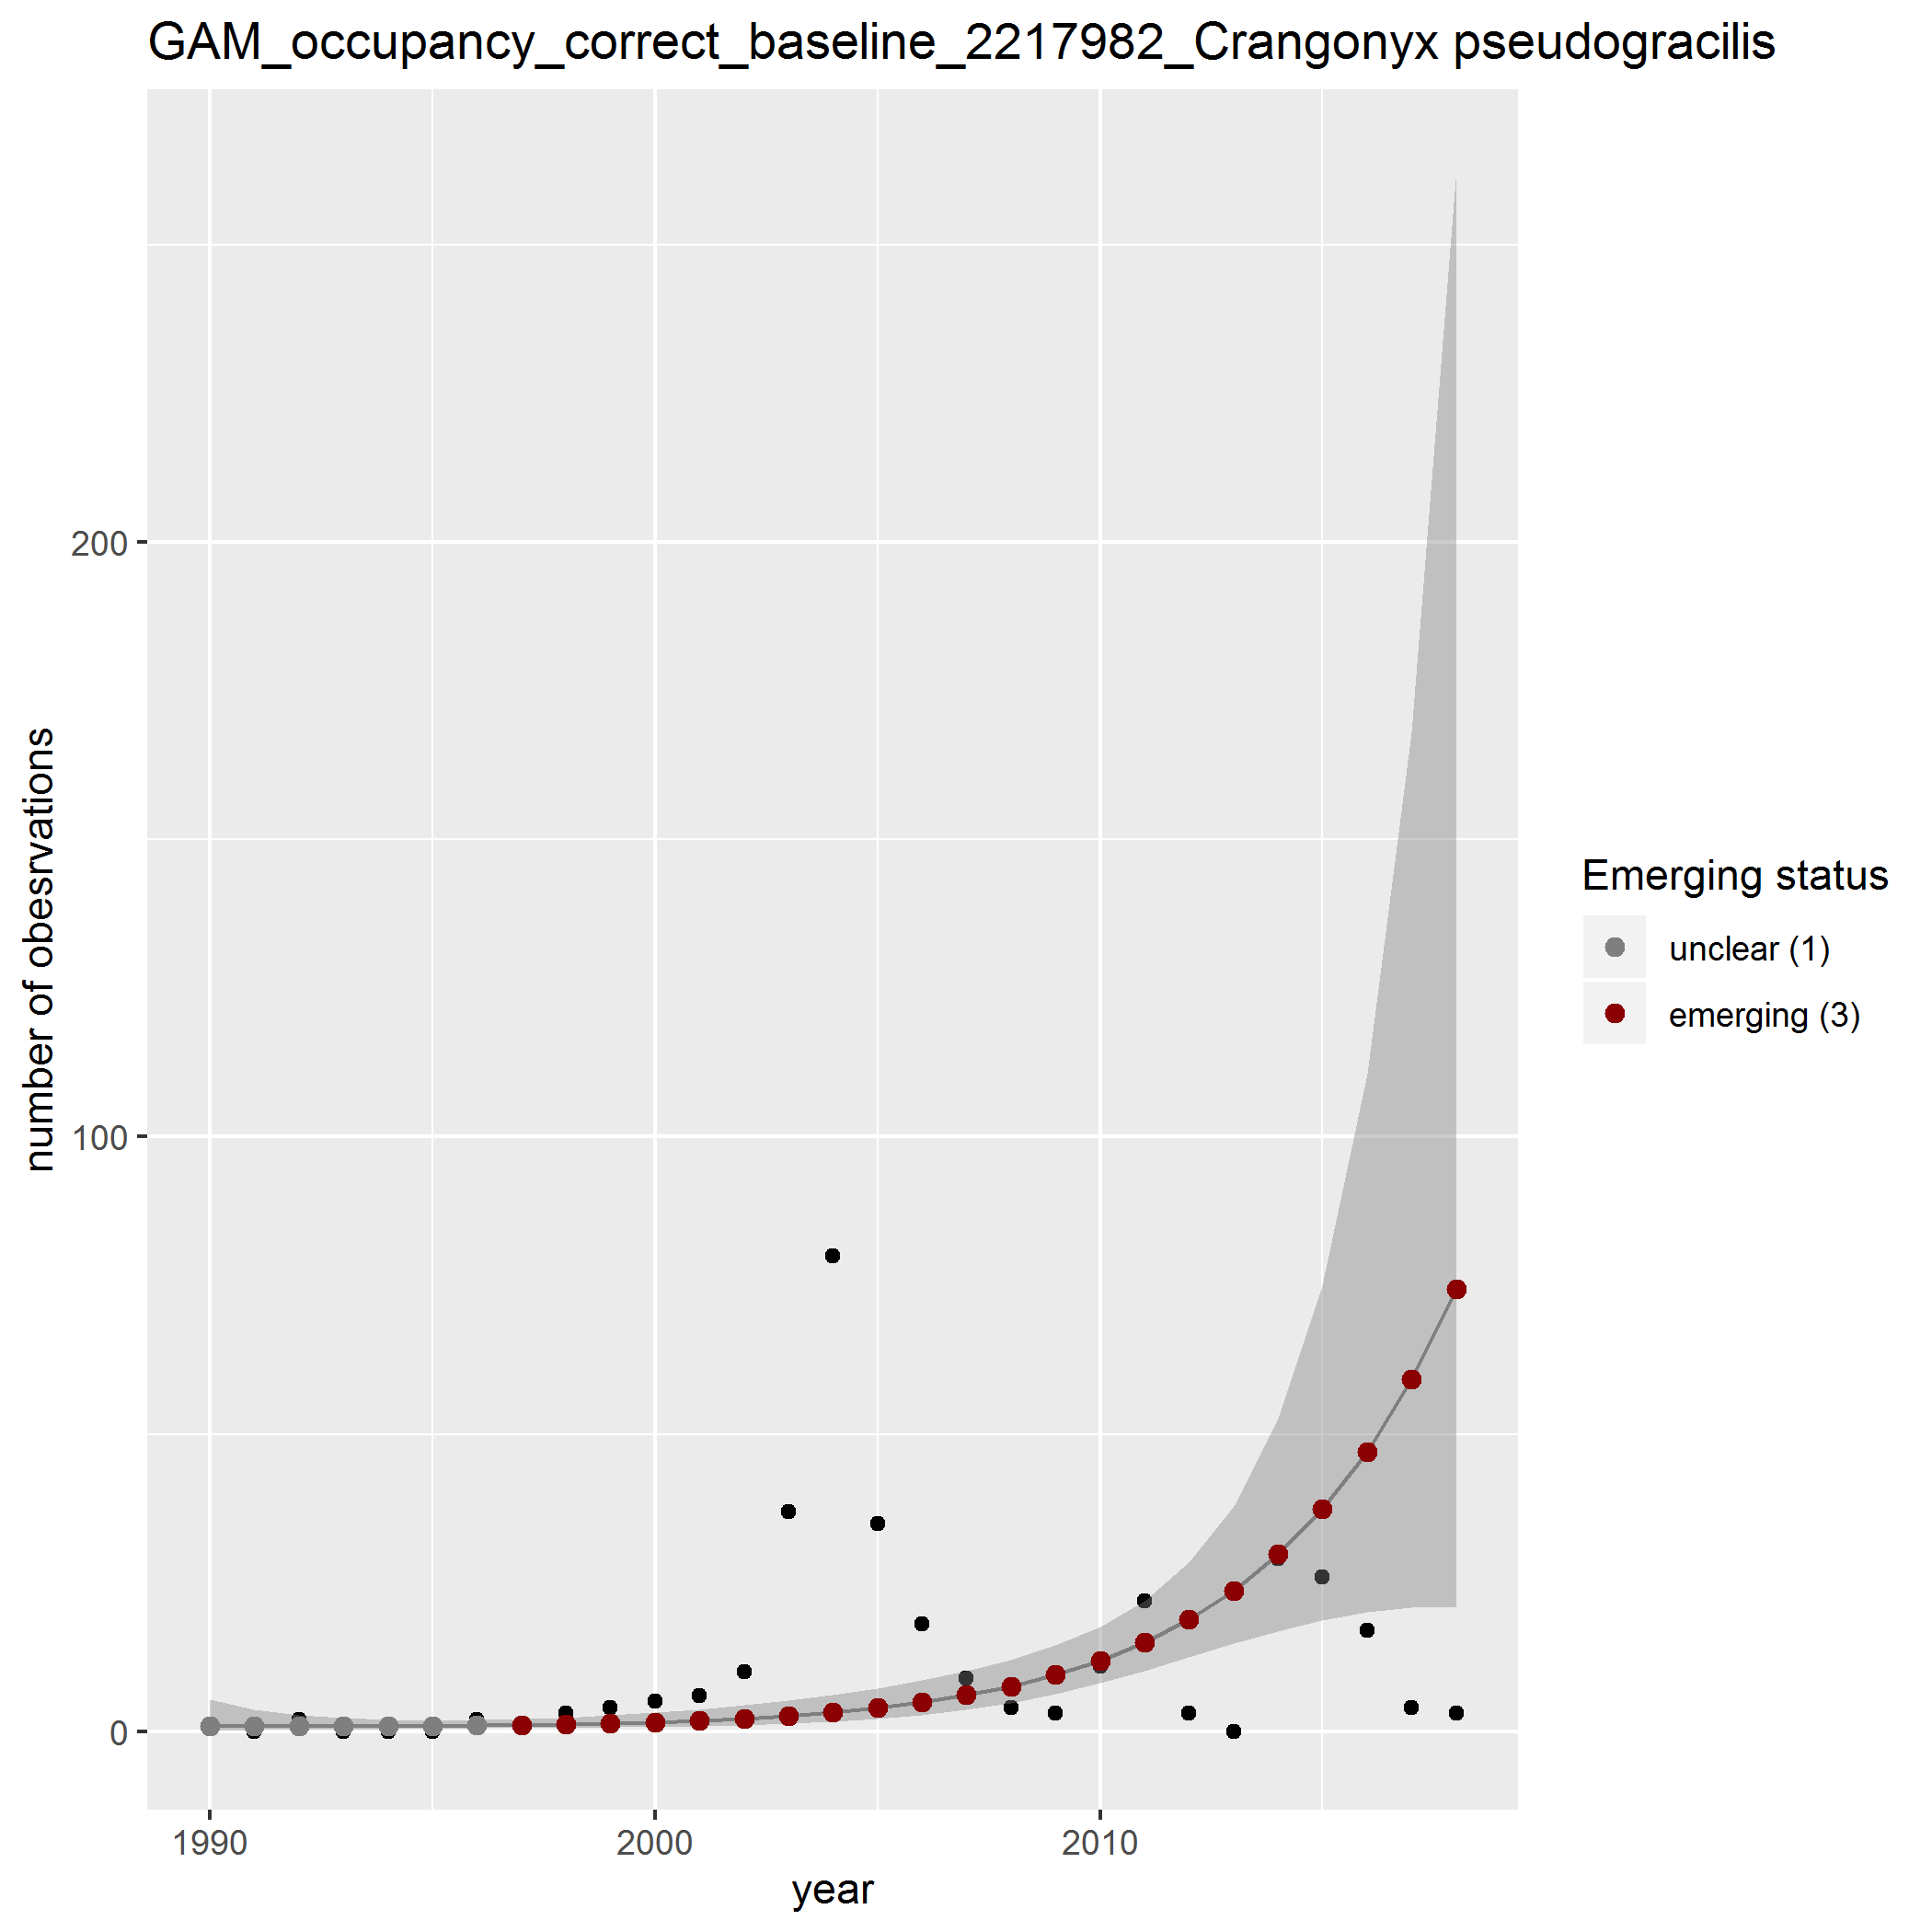 GAM_occupancy_correct_baseline_2217982_Crangonyx pseudogracilis
200
100
0
number of obesrvations
1990
2000
2010
year
Emerging status
unclear (1)
emerging (3)